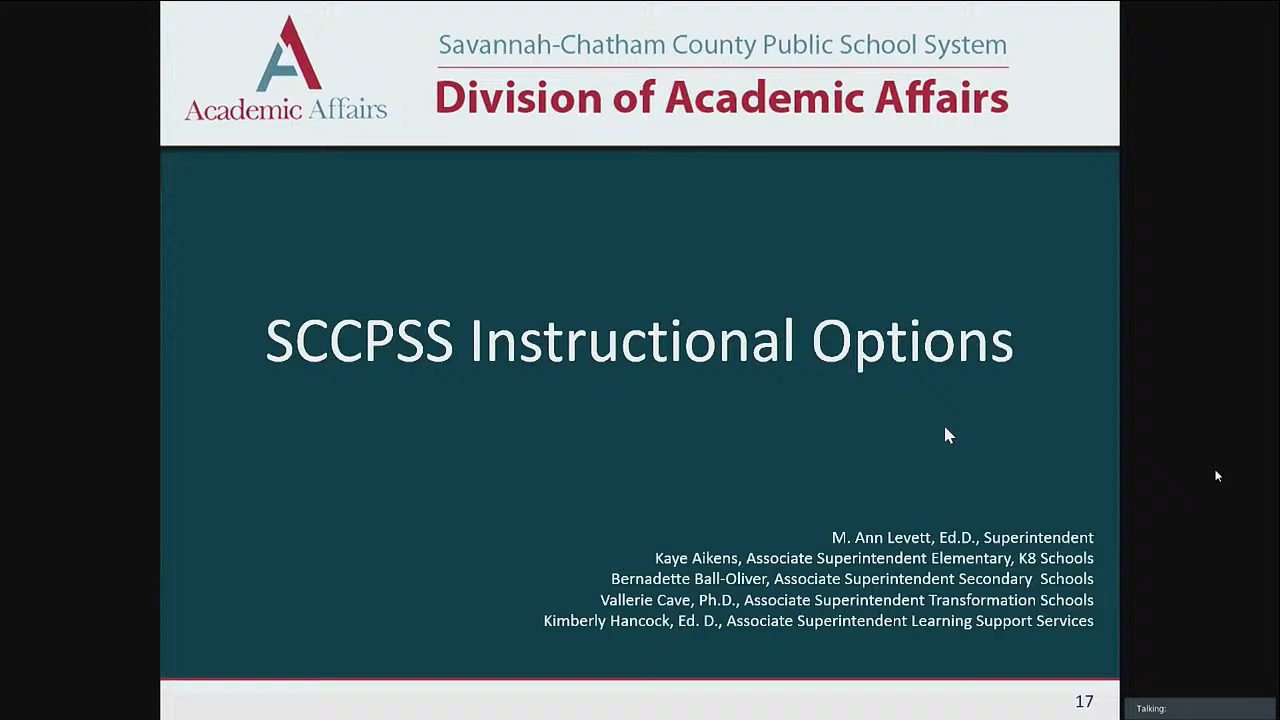 Academic Affairs
Savannah-Chatham County Public School System
Division of Academic Affairs
SCCPSS Instructional Options
M. Ann Levett, Ed.D., Superintendent
Kaye Aikens, Associate Superintendent Elementary, K8 Schools
Bernadette Ball-Oliver, Associate Superintendent Secondary Schools
Vallerie Cave, Ph.D., Associate Superintendent Transformation Schools
Kimberly Hancock, Ed. D., Associate Superintendent Learning Support Services
17
Talking: